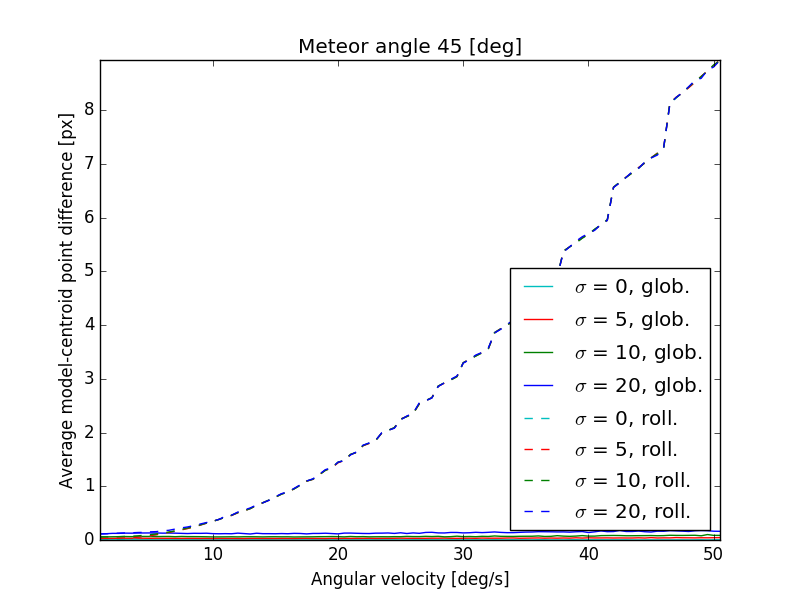 Meteor angle 45 [deg]
Average model-centroid point difference [px]
8
7
6
5
4
3
2
1
0
10 20 30 40 50
Angular velocity [deg/s]
σ = 0, glob.
σ = 5, glob.
σ = 10, glob.
σ = 20, glob.
σ = 0, roll.
σ = 5, roll.
σ = 10, roll.
σ = 20, roll.